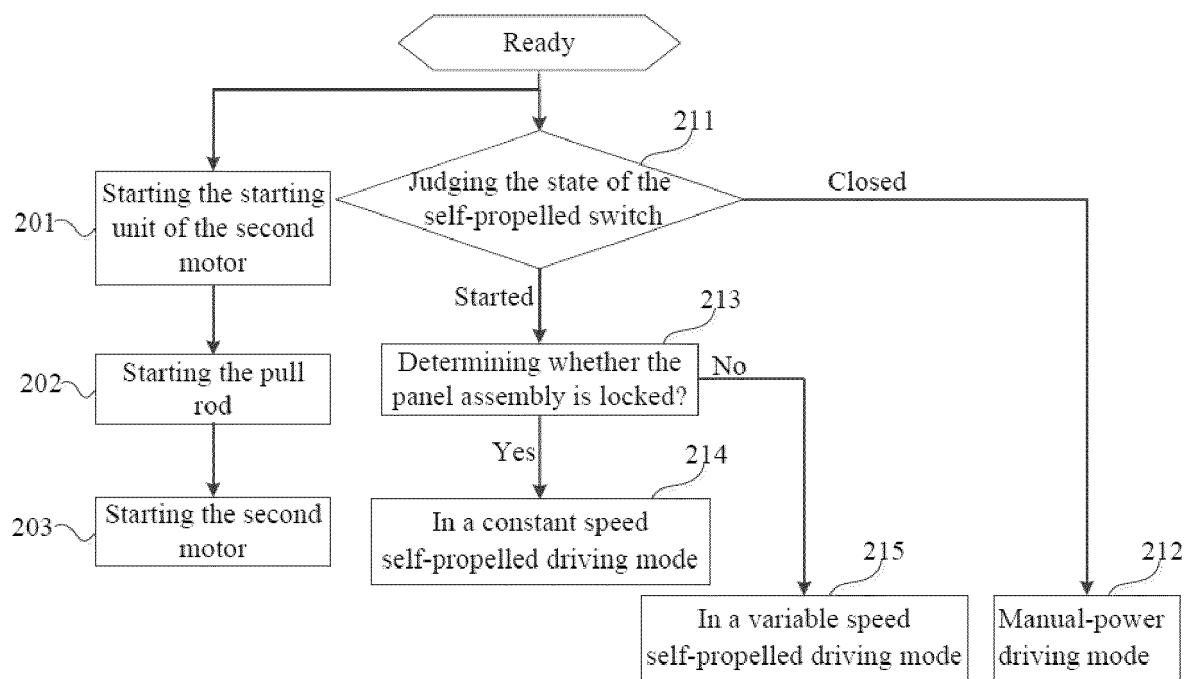 Ready
211
Judging the state of the
self-propelled switch
Closed
201
Starting the starting
unit of the second
motor
Started
213
Determining whether the
panel assembly is locked?
No
202
Starting the pull
rod
Yes
214
203
Starting the second
motor
In a constant speed
self-propelled driving mode
215
212
In a variable speed
self-propelled driving mode
Manual-power
driving mode